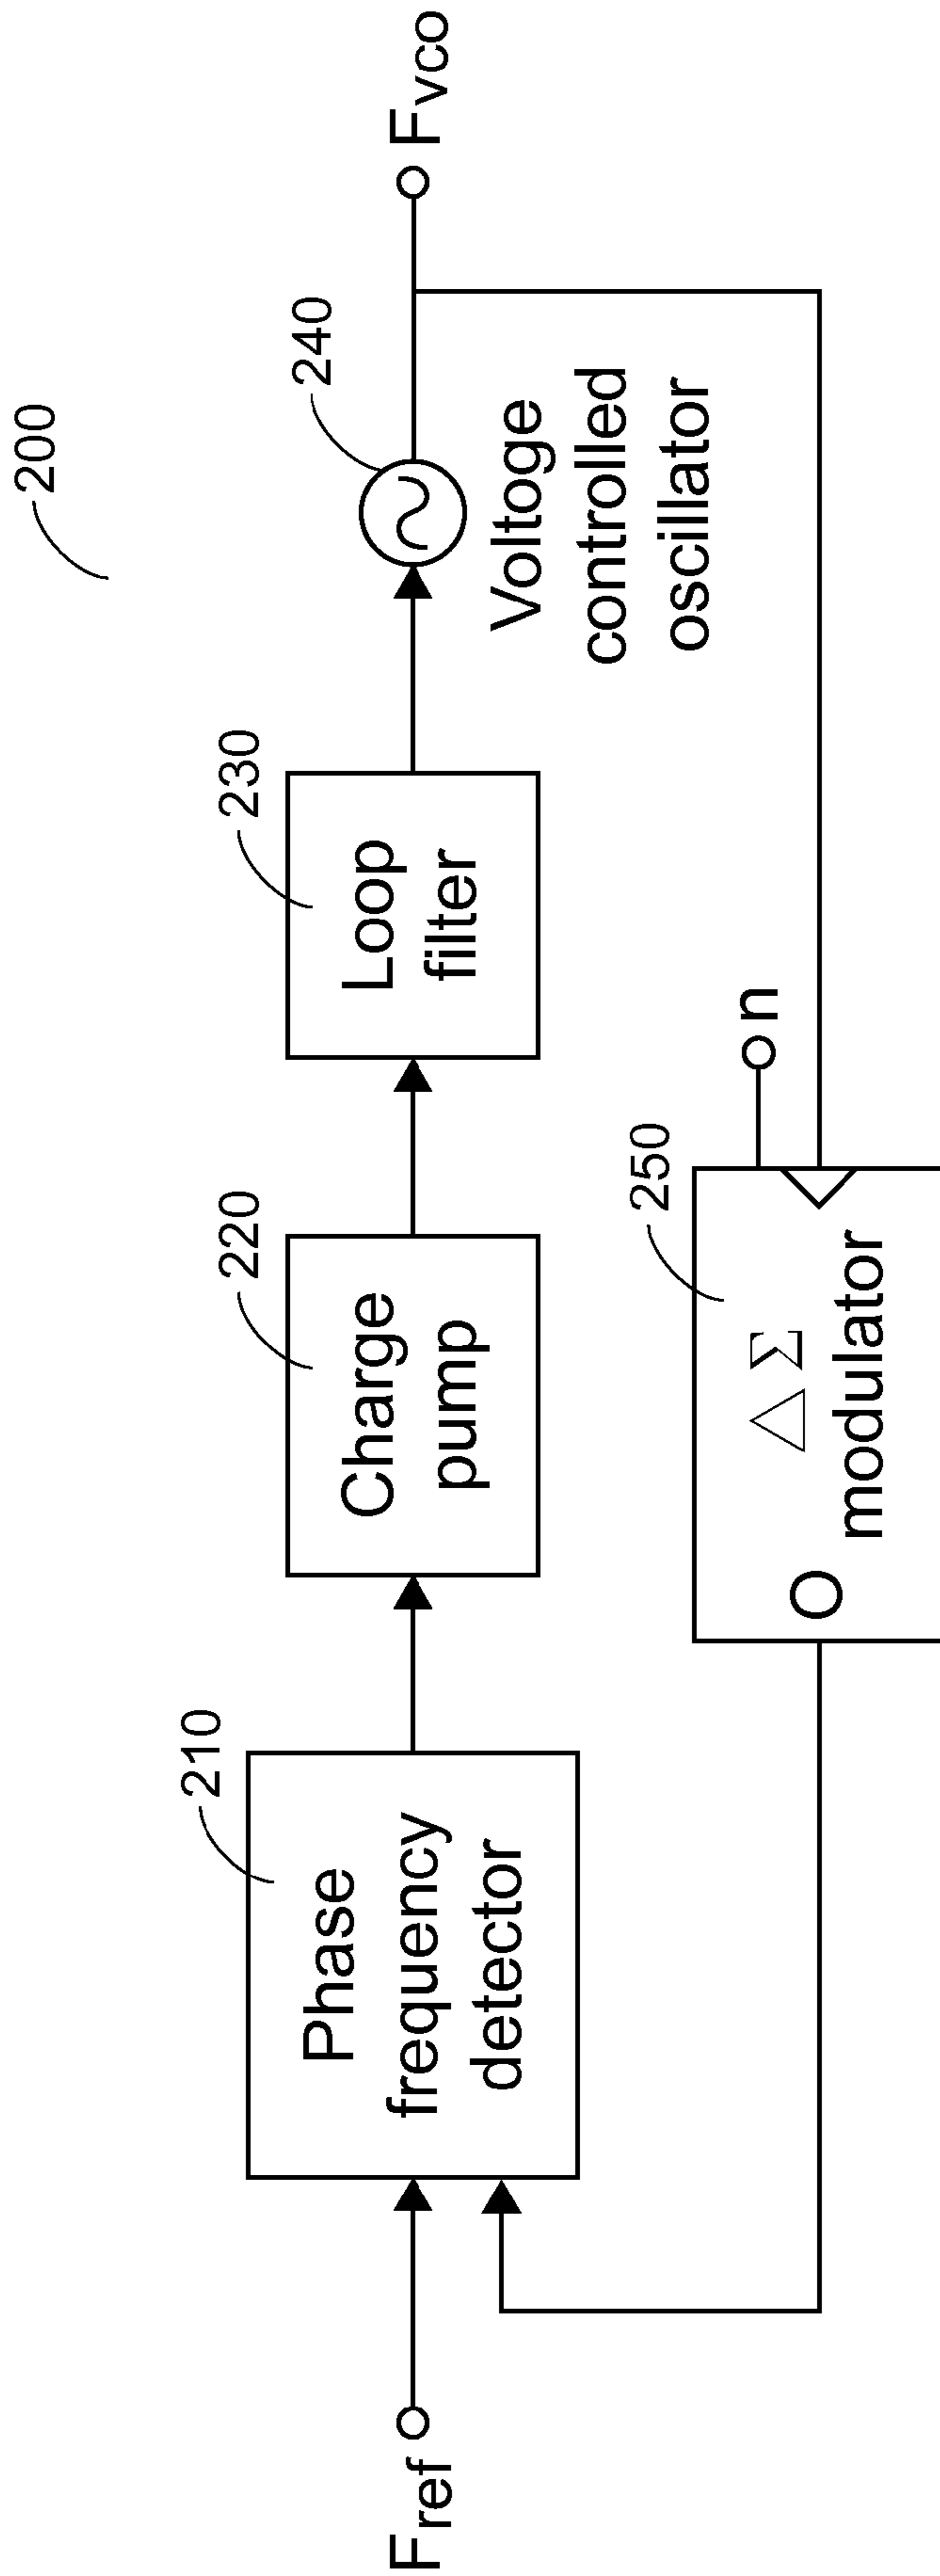 200
Fref
210
Phase
frequency
detector
220
Charge
pump
230
Loop
filter
240
Voltoge
controlled
oscillator
Fvco
250
O
ΔΣ
modulator
n